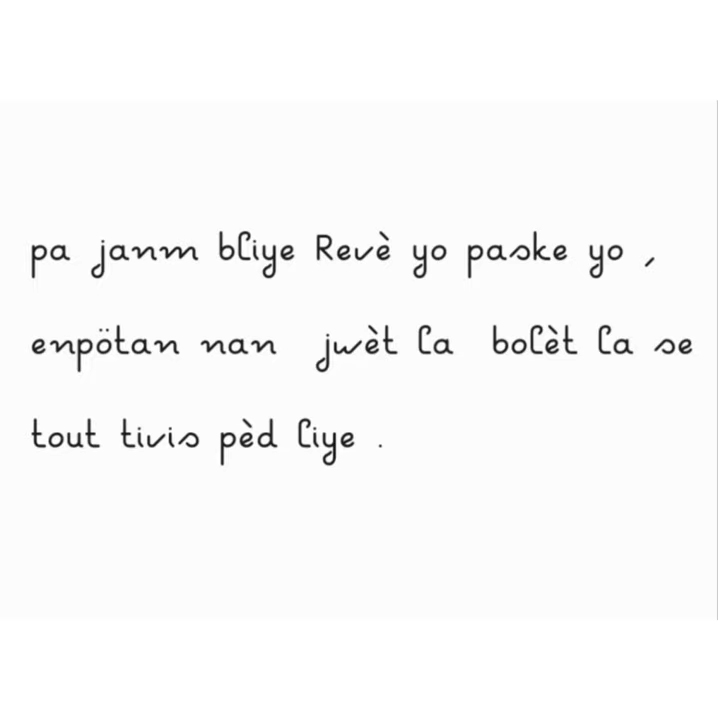 pa janm bliye Revè yo paske yo ,
enpötan nan jwèt la bolèt la se
tout tivis pèd liye .